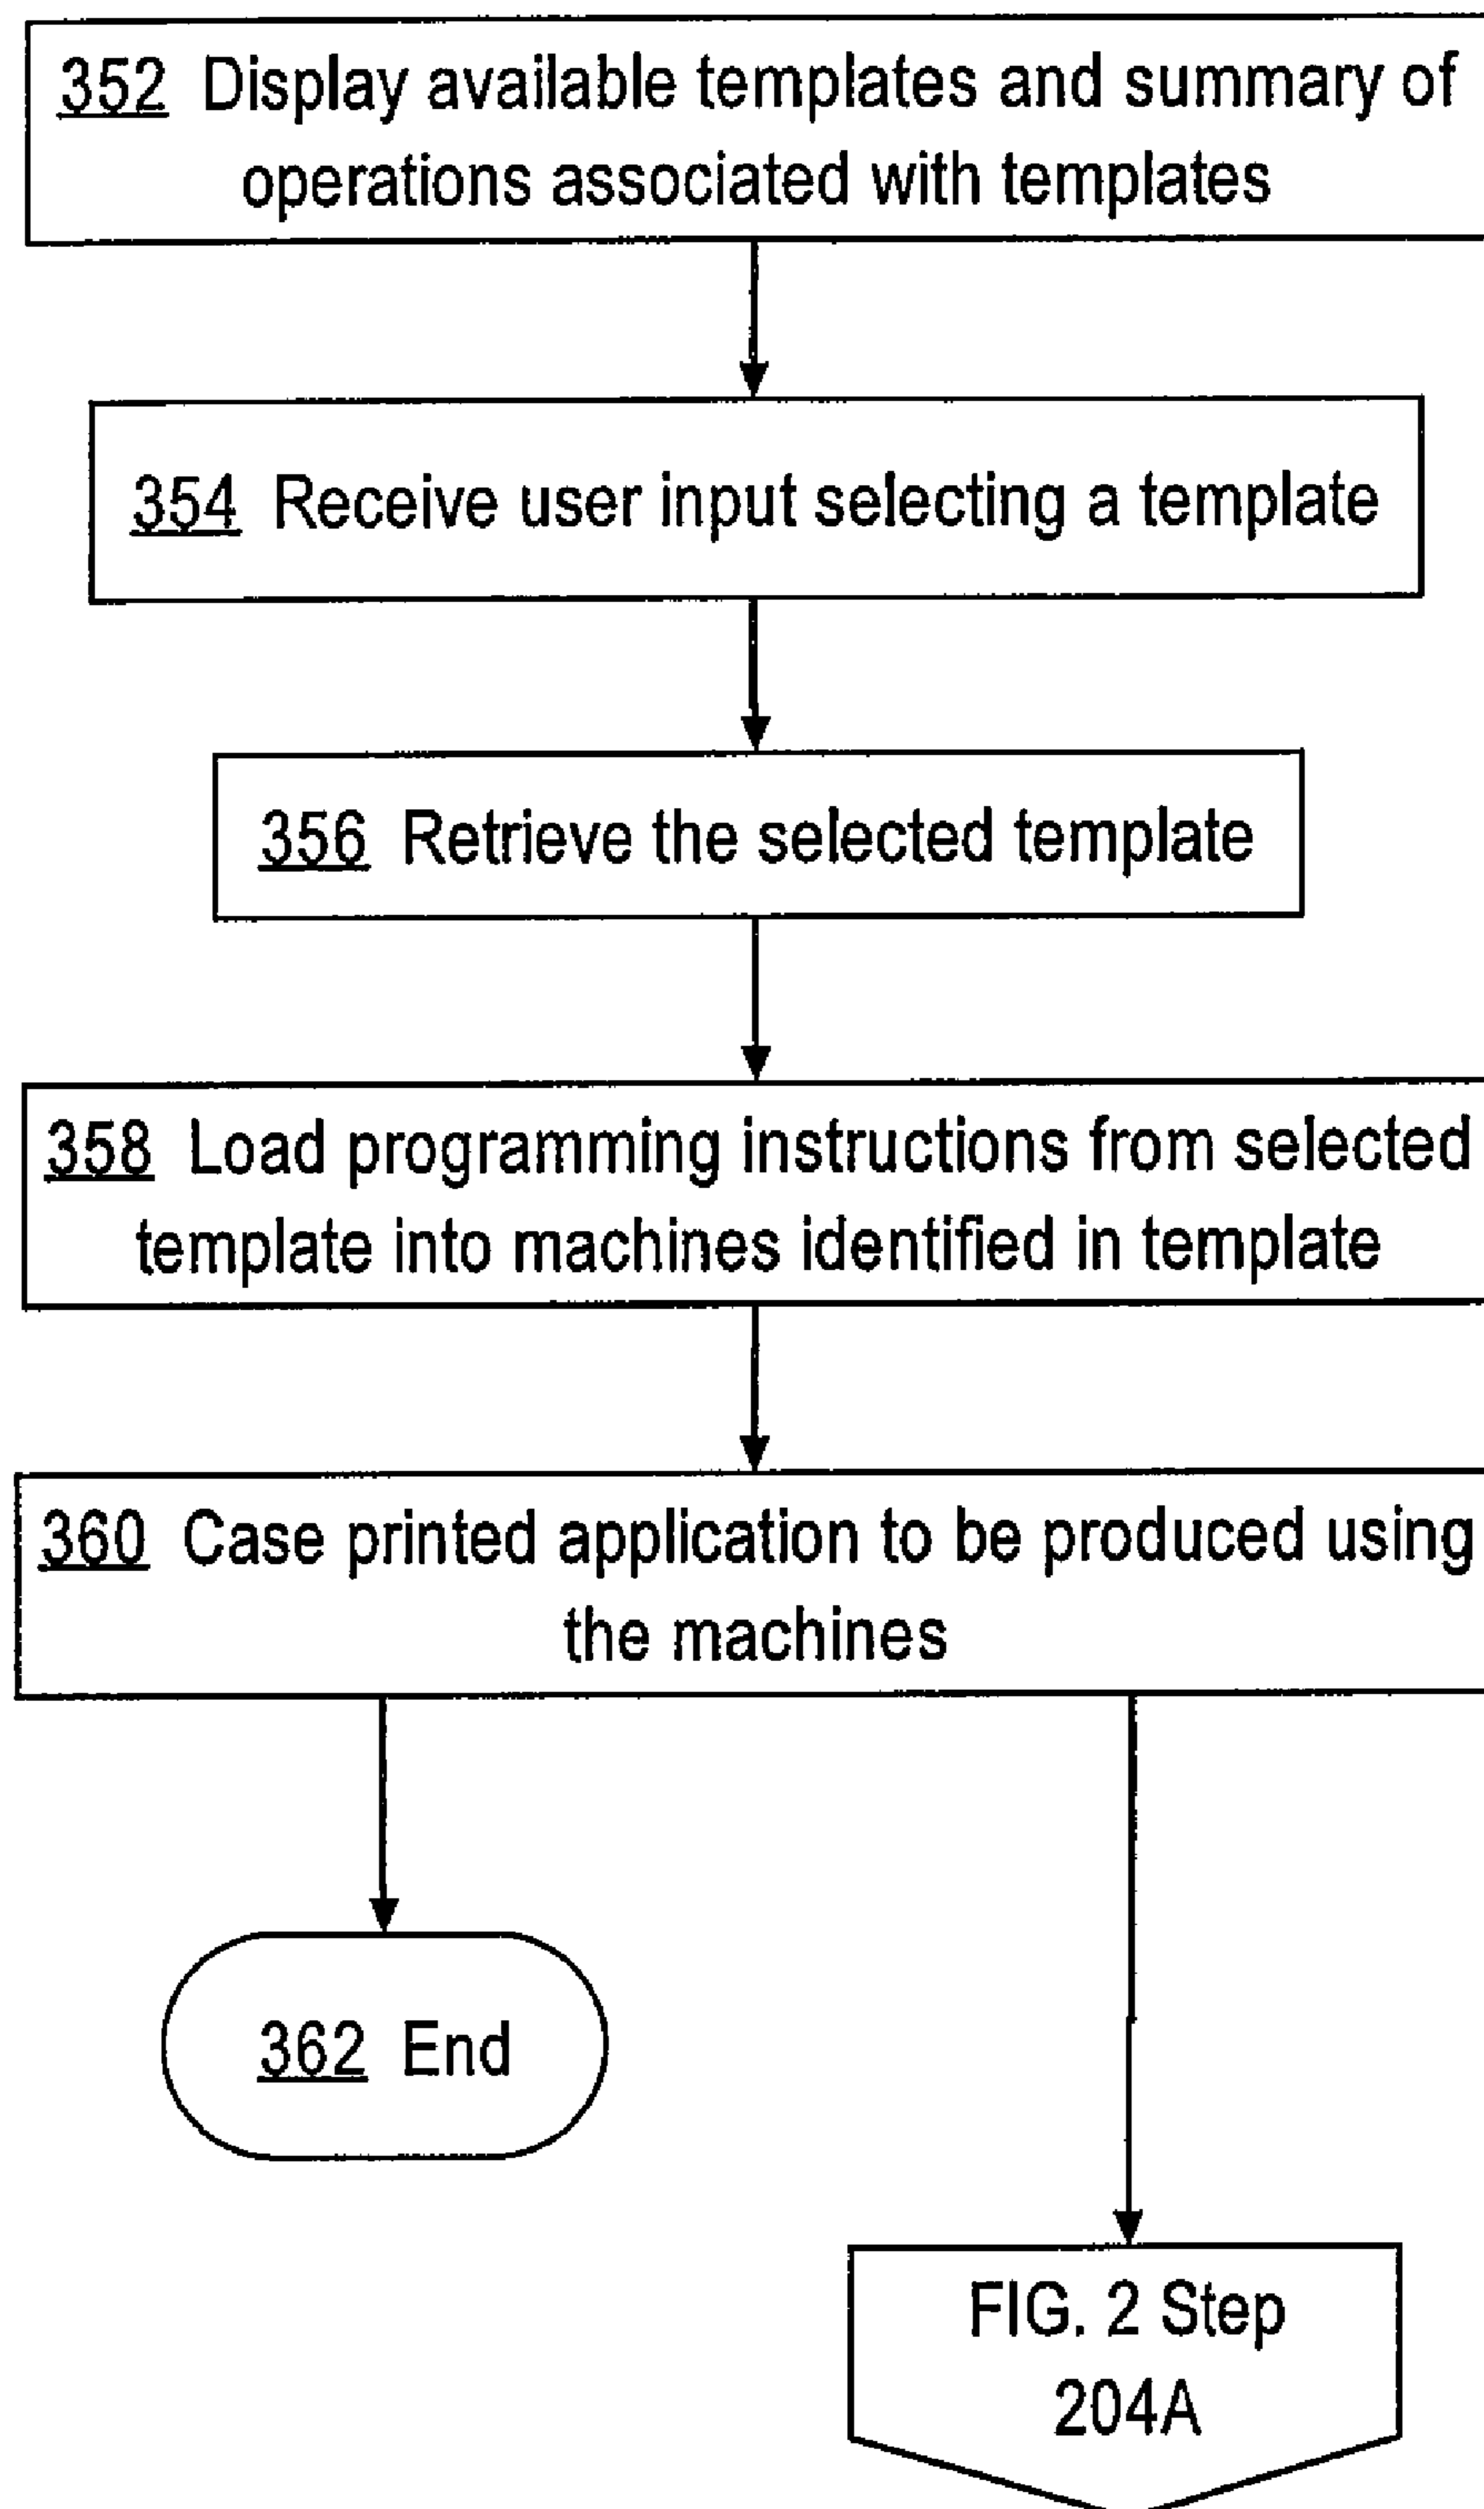 352 Display available templates and summary of
operations associated with templates
354 Receive user input selecting a template
356 Retrieve the selected template
358 Load programming instructions from selected
template into machines identified in template
360 Case printed application to be produced using
the machines
362 End
FIG. 2 Step
204A